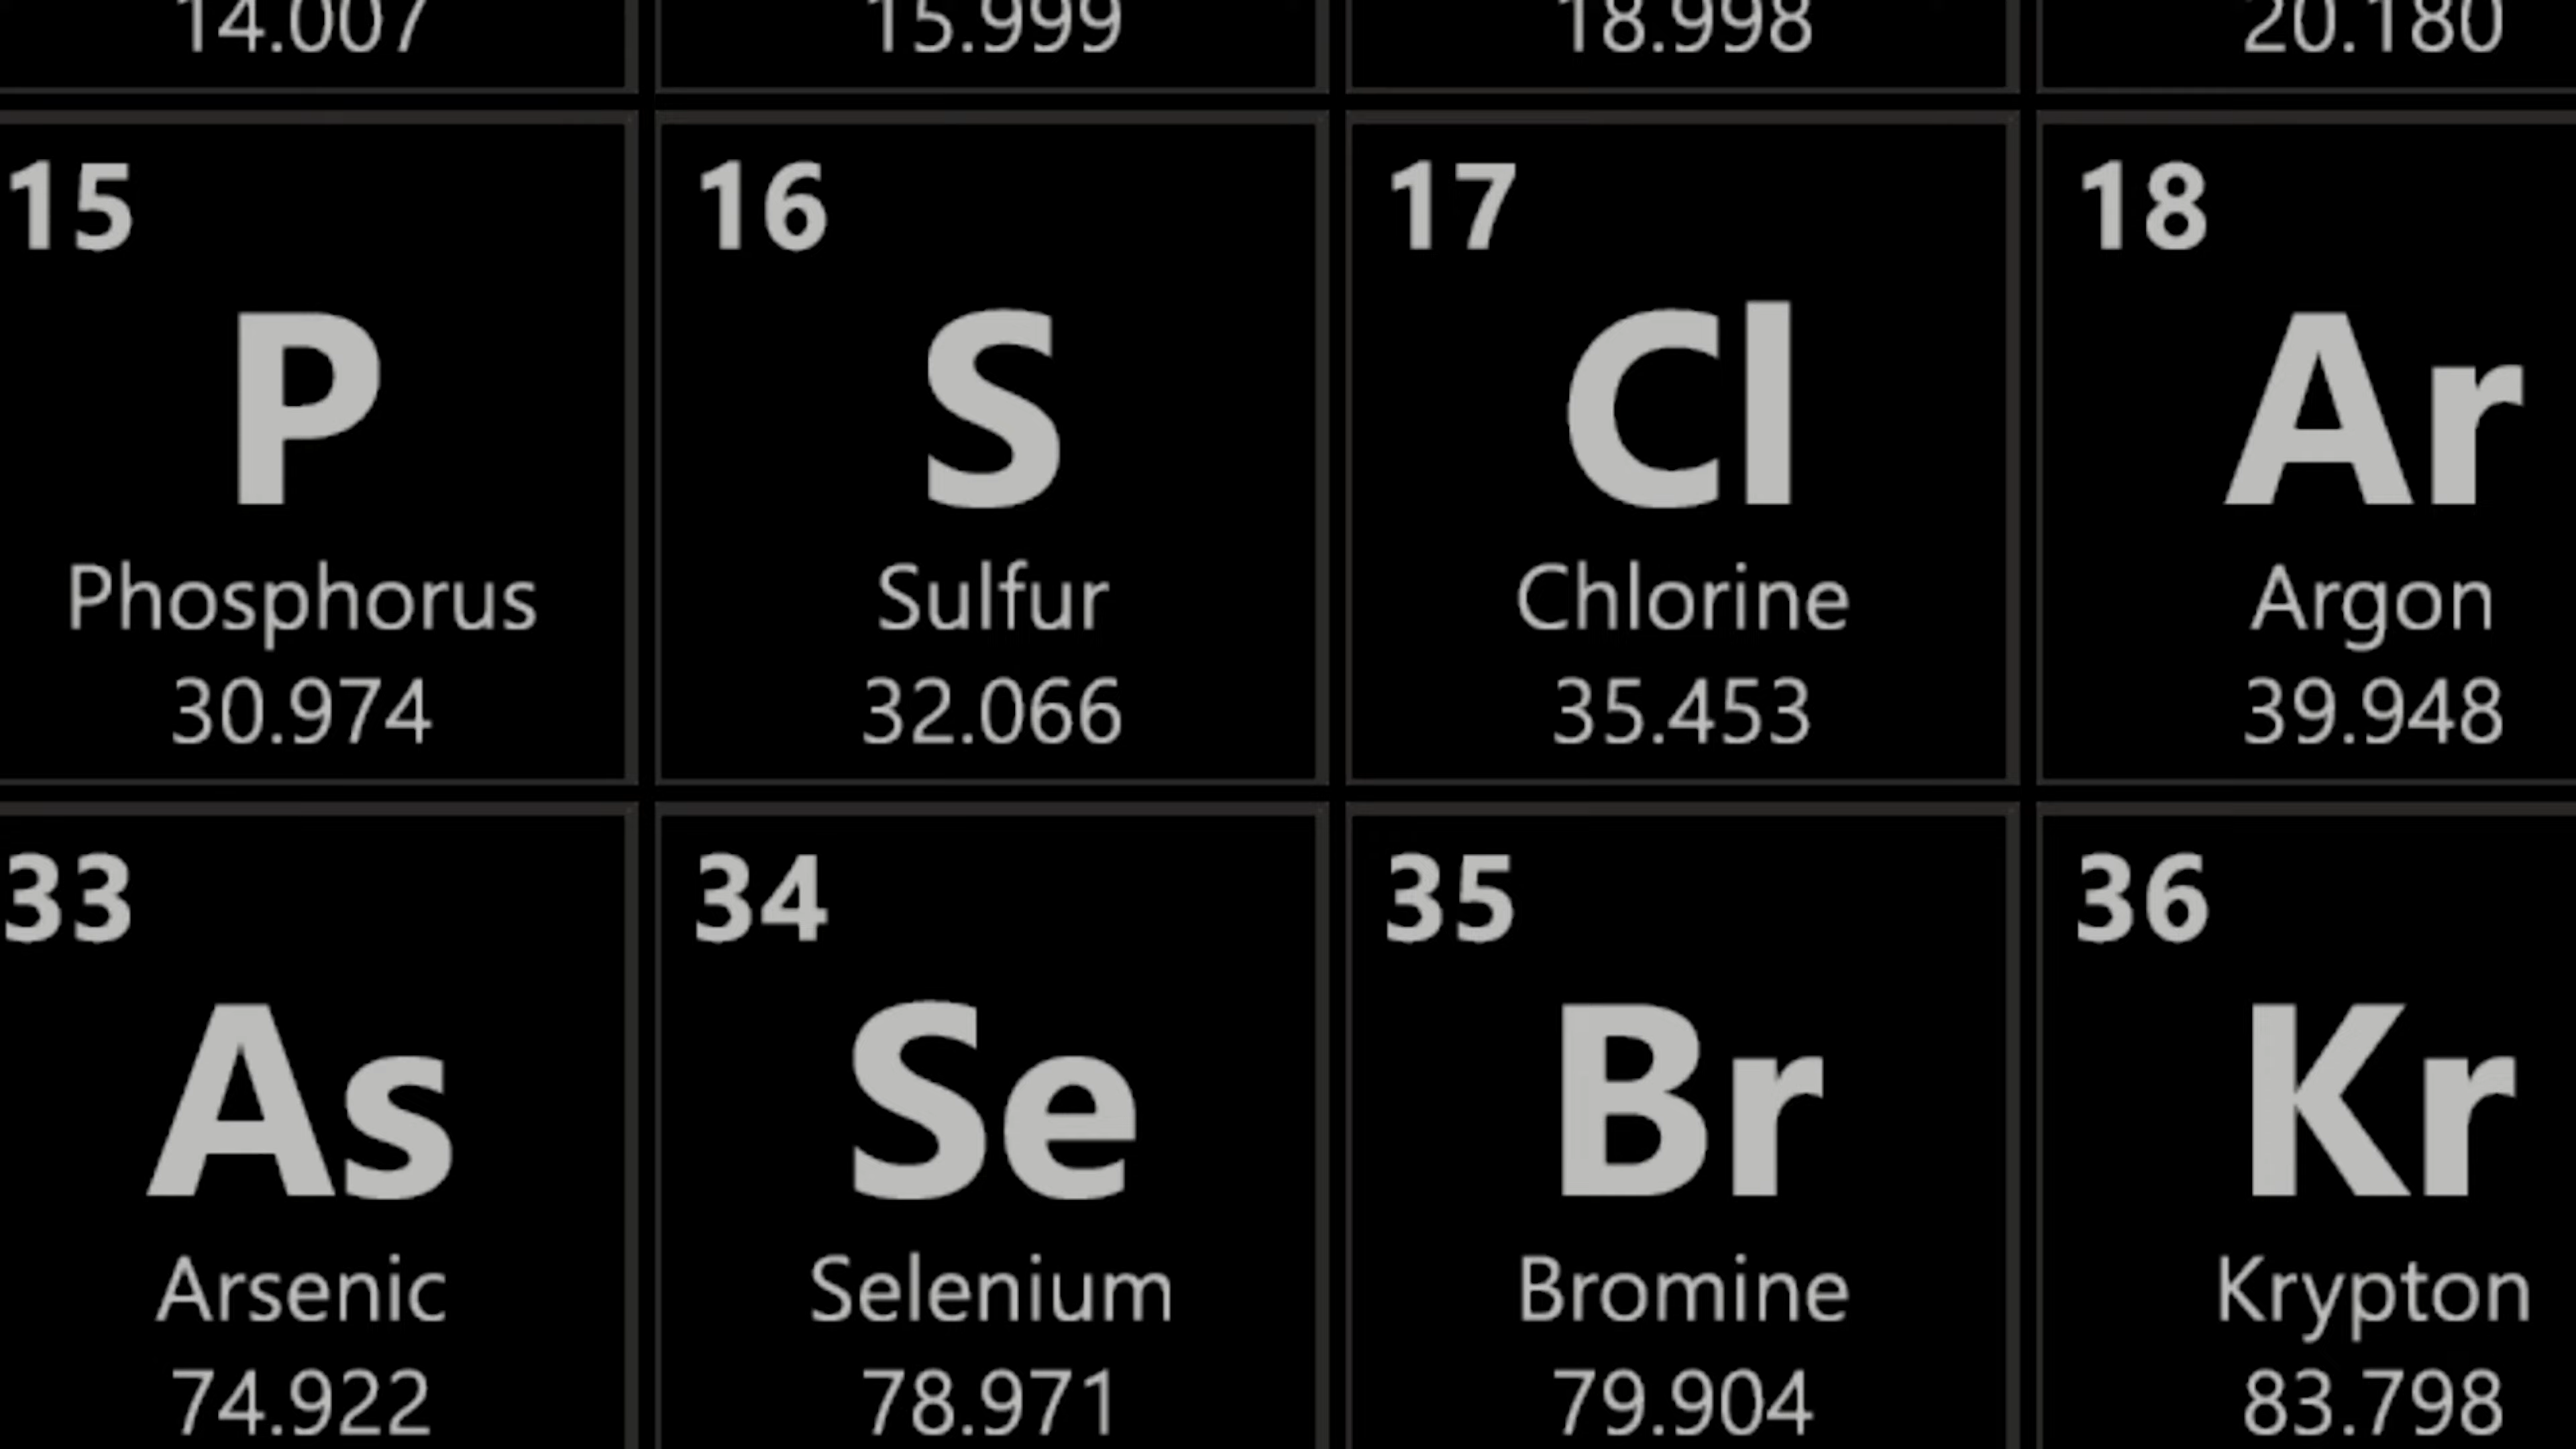 14.007 15.999 18.998 20.180
15 16 17 18
P S Cl Ar
Phosphorus Sulfur Chlorine Argon
30.974 32.066 35.453 39.948
33 34 35 36
As Se Br Kr
Arsenic Selenium Bromine Krypton
74.922 78.971 79.904 83.798